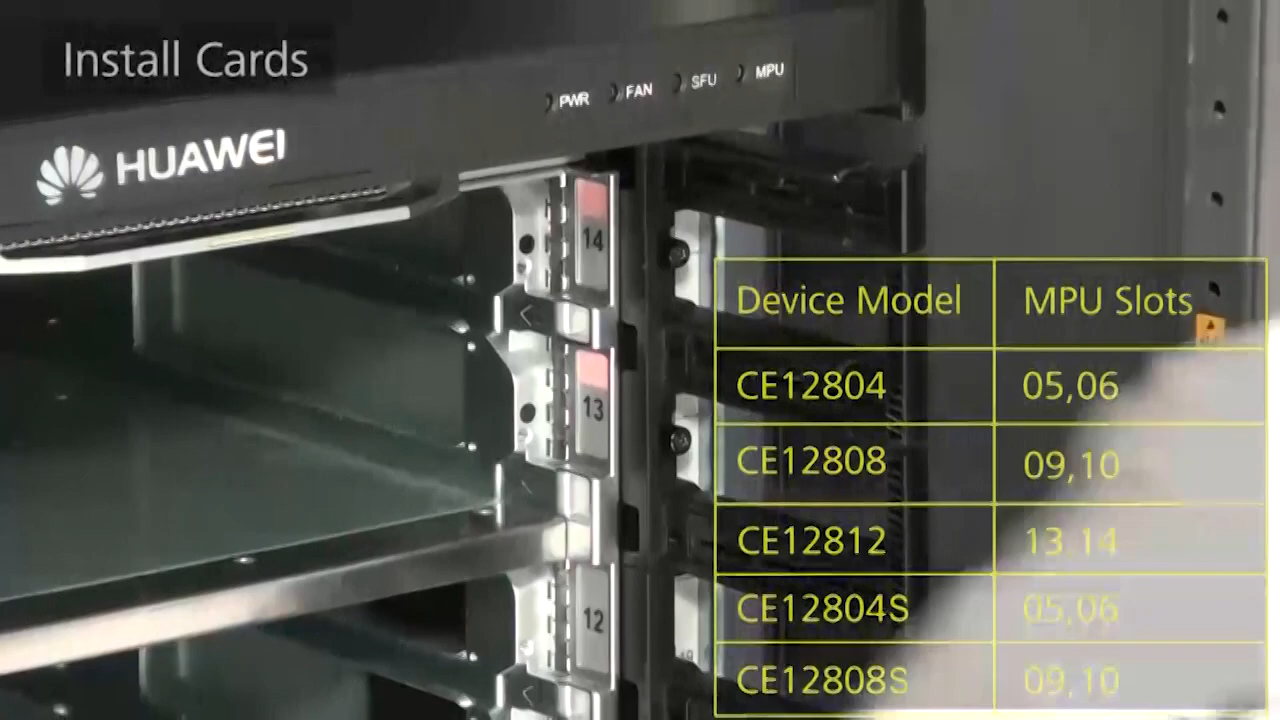 Install Cards
PWR FAN SFU MPU
HUAWEI
14
13
12
Device Model MPU Slots
CE12804 05,06
CE12808 09,10
CE12812 13,14
CE12804S 05,06
CE12808S 09,10